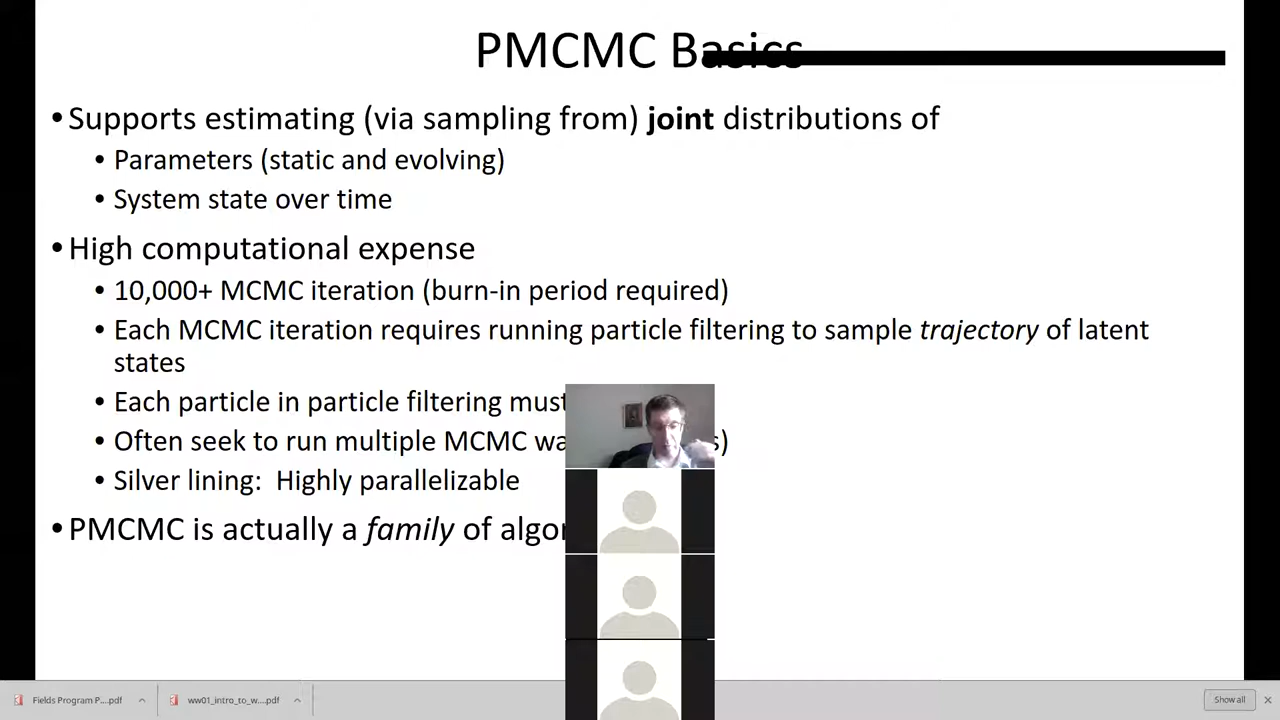 PMCMC Basics
•Supports estimating (via sampling from) joint distributions of
• Parameters (static and evolving)
• System state over time
•High computational expense
• 10,000+ MCMC iteration (burn-in period required)
• Each MCMC iteration requires running particle filtering to sample trajectory of latent
states
• Each particle in particle filtering must
• Often seek to run multiple MCMC
• Silver lining: Highly parallelizable
•PMCMC is actually a family of
Fields Program P....pdf
ww01_intro_to_w....pdf
Show all